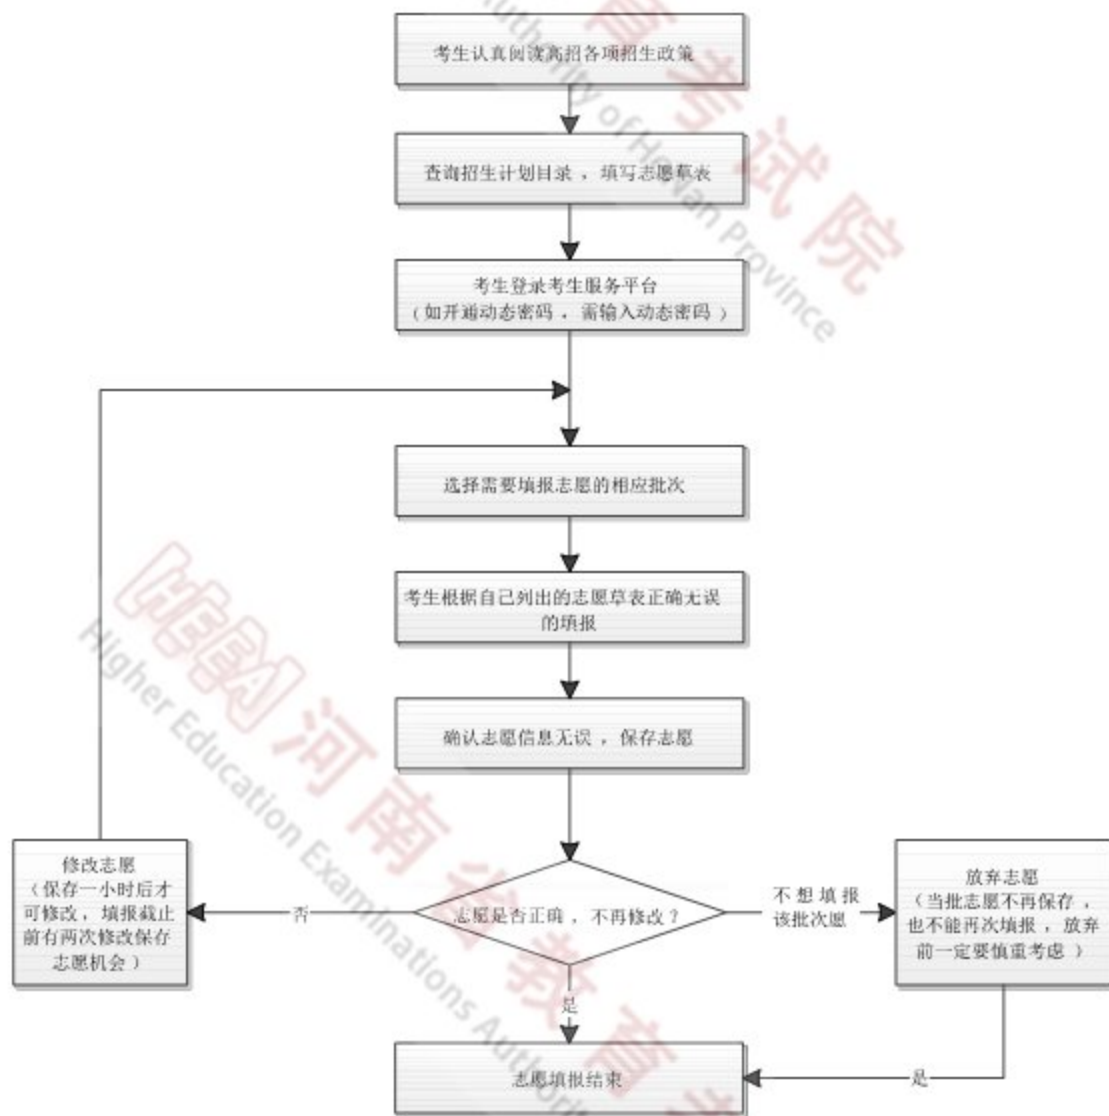 考生认真阅读高招各项招生政策
查询招生计划目录，填写志愿草表
考生登录考生服务平台
（如开通动态密码，需输入动态密码）
选择需要填报志愿的相应批次
考生根据自己列出的志愿草表正确无误
的填报
确认志愿信息无误，保存志愿
修改志愿
（保存一小时后才
可修改，填报截止
前有两次修改保存
志愿机会）
否
志愿是否正确，不再修改？
不想填报
该批次愿
放弃志愿
（当批志愿不再保存，
也不能再次填报，放弃
前一定要慎重考虑）
是
志愿填报结束
是
HEEA 河南省教育考
Higher Education Examinations Authority
育考试院
Authority of HeNan Province